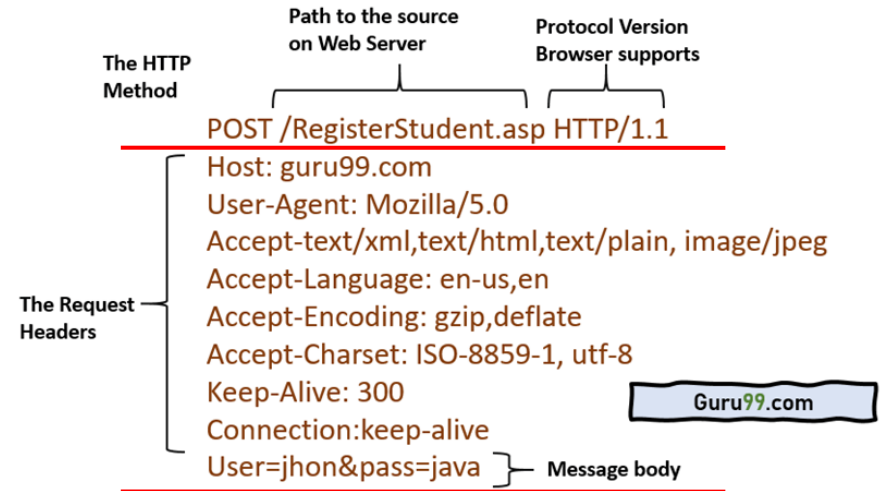 Path to the source
on Web Server
Protocol Version
Browser supports
The HTTP
Method
POST /RegisterStudent.asp HTTP/1.1
Host: guru99.com
User-Agent: Mozilla/5.0
Accept-text/xml,text/html,text/plain, image/jpeg
Accept-Language: en-us,en
Accept-Encoding: gzip,deflate
Accept-Charset: ISO-8859-1, utf-8
Keep-Alive: 300
Connection:keep-alive
The Request
Headers
User=jhon&pass=java
Message body
Guru99.com